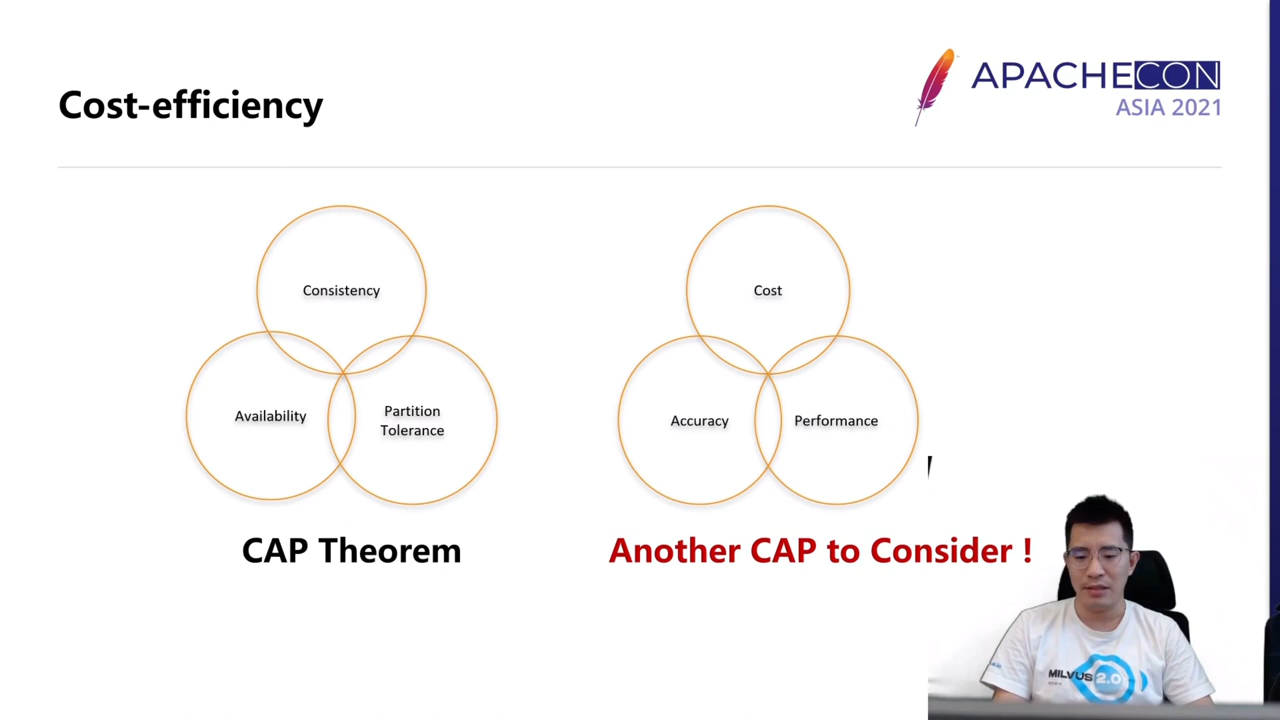 Cost-efficiency
APACHECON
ASIA 2021
Consistency
Availability
Partition
Tolerance
CAP Theorem
Cost
Accuracy
Performance
Another CAP to Consider !
MILVUS 2.0